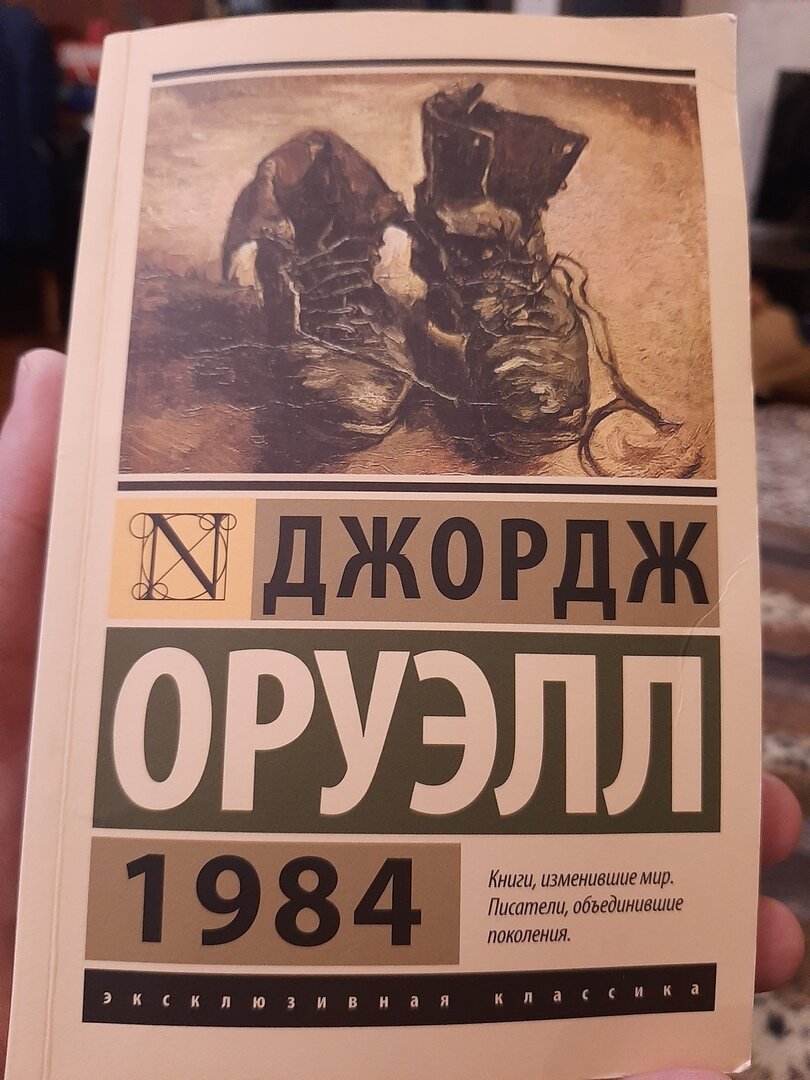 N
ДЖОРДЖ
ОРУЭЛЛ
1984
Книги, изменившие мир.
Писатели, объединившие
поколения.
эксклюзивная классика